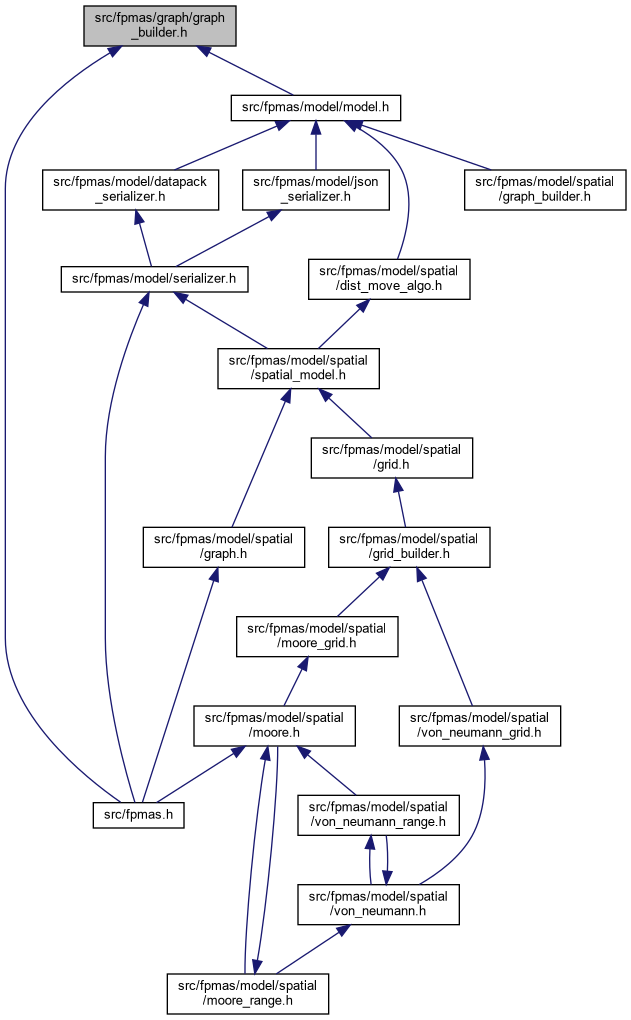 src/fpmas/graph/graph
_builder.h
src/fpmas/model/model.h
src/fpmas/model/datapack
_serializer.h
src/fpmas/model/json
_serializer.h
src/fpmas/model/spatial
/graph_builder.h
src/fpmas/model/serializer.h
src/fpmas/model/spatial
/dist_move_algo.h
src/fpmas/model/spatial
/spatial_model.h
src/fpmas/model/spatial
/grid.h
src/fpmas/model/spatial
/graph.h
src/fpmas/model/spatial
/grid_builder.h
src/fpmas/model/spatial
/moore_grid.h
src/fpmas/model/spatial
/moore.h
src/fpmas/model/spatial
/von_neumann_grid.h
src/fpmas.h
src/fpmas/model/spatial
/von_neumann_range.h
src/fpmas/model/spatial
/von_neumann.h
src/fpmas/model/spatial
/moore_range.h